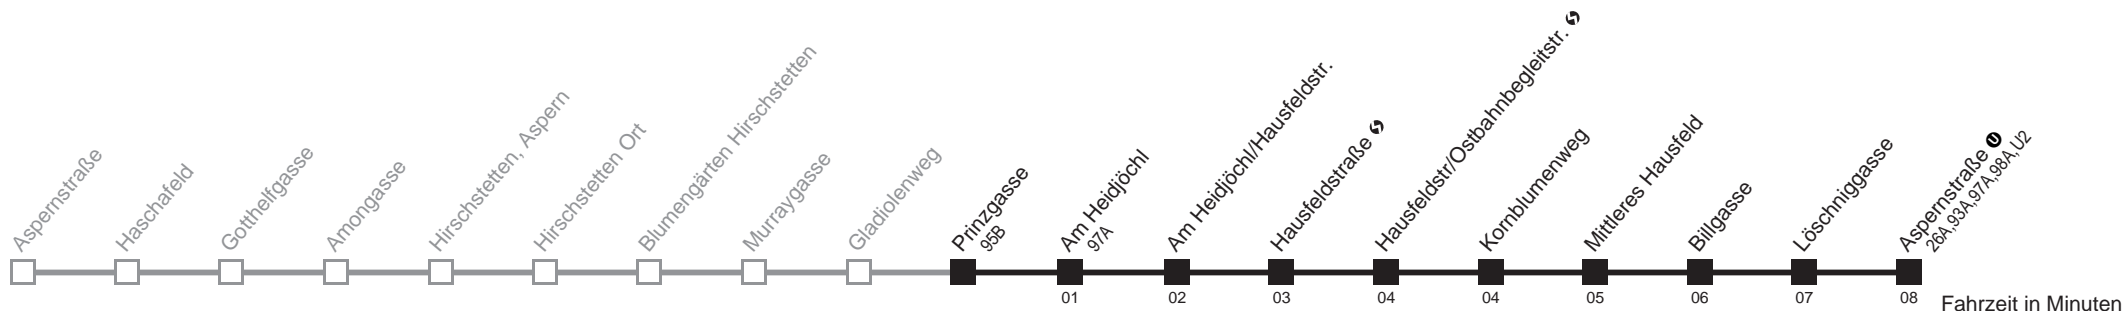 Aspernstraße
Haschafeld
Gotthelfgasse
Amongasse
Hirschstetten, Aspern
Hirschstetten Ort
Blumengärten Hirschstetten
Murraygasse
Gladiolenweg
Prinzgasse
95B
Am Heidjöchl
97A
Am Heidjöchl/Hausfeldstr.
Hausfeldstraße
Hausfeldstr/Ostbahnbegleitstr.
Kornblumenweg
Mittleres Hausfeld
Billgasse
Löschniggasse
Aspernstraße U
26A,93A,97A,98A,U2
01 02 03 04 04 05 06 07 08
Fahrzeit in Minuten